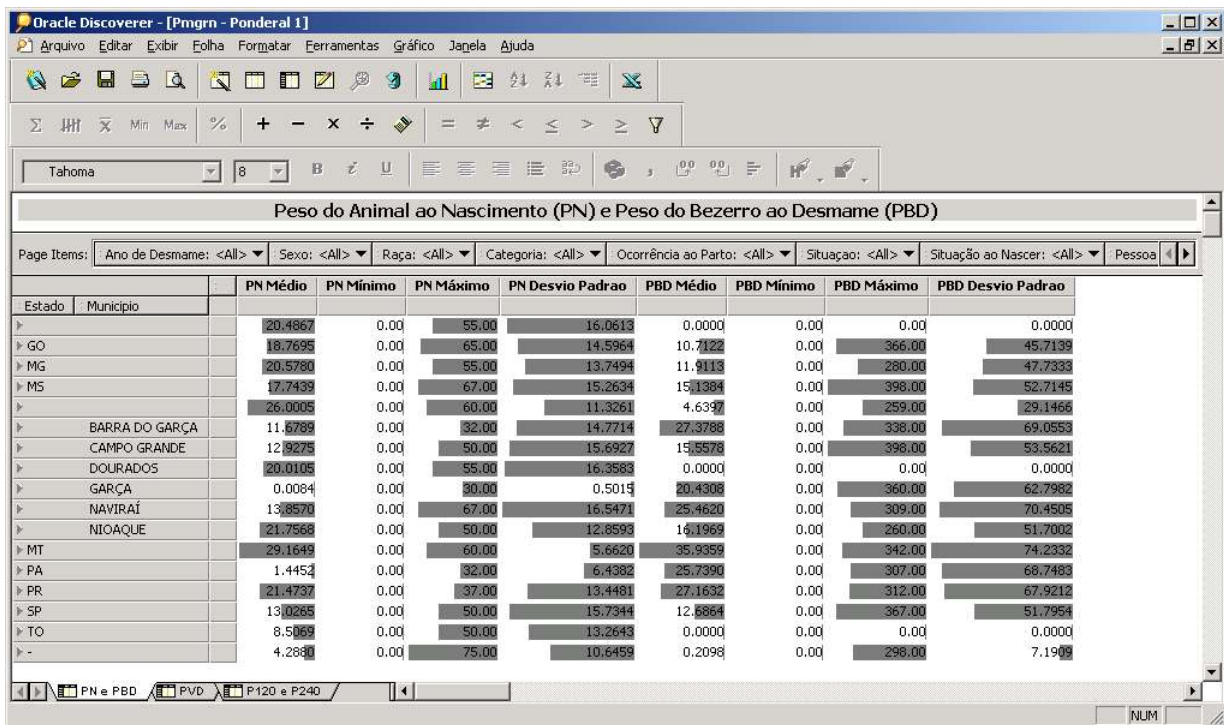 Oracle Discoverer - [Pmgrn - Ponderal 1]
Arquivo Editar Exibir Folha Formatar Ferramentas Gráfico Janela Ajuda
Σ X Min Max % + − × ÷ = ≠ < ≤ > ≥
Tahoma 8 B i U
Peso do Animal ao Nascimento (PN) e Peso do Bezerro ao Desmame (PBD)
Page Items: Ano de Desmame: <All> Sexo: <All> Raça: <All> Categoria: <All> Ocorrência ao Parto: <All> Situaçao: <All> Situação ao Nascer: <All> Pessoa
PN Médio PN Mínimo PN Máximo PN Desvio Padrao PBD Médio PBD Mínimo PBD Máximo PBD Desvio Padrao
Estado Municipio
20.4867 0.00 55.00 16.0613 0.0000 0.00 0.00 0.0000
GO 18.7695 0.00 65.00 14.5964 10.7122 0.00 366.00 45.7139
MG 20.5780 0.00 55.00 13.7494 11.9113 0.00 280.00 47.7333
MS 17.7439 0.00 67.00 15.2634 15.1384 0.00 398.00 52.7145
26.0005 0.00 60.00 11.3261 4.6397 0.00 259.00 29.1466
BARRA DO GARÇA 11.6789 0.00 32.00 14.7714 27.3788 0.00 338.00 69.0553
CAMPO GRANDE 12.9275 0.00 50.00 15.6927 15.5578 0.00 398.00 53.5621
DOURADOS 20.0105 0.00 55.00 16.3583 0.0000 0.00 0.00 0.0000
GARÇA 0.0084 0.00 30.00 0.5015 20.4308 0.00 360.00 62.7982
NAVIRAÍ 13.8570 0.00 67.00 16.5471 25.4620 0.00 309.00 70.4505
NIOAQUE 21.7568 0.00 50.00 12.8593 16.1969 0.00 260.00 51.7002
MT 29.1649 0.00 60.00 5.6620 35.9359 0.00 342.00 74.2332
PA 1.4452 0.00 32.00 6.4382 25.7390 0.00 307.00 68.7483
PR 21.4737 0.00 37.00 13.4481 27.1632 0.00 312.00 67.9212
SP 13.0265 0.00 50.00 15.7344 12.6864 0.00 367.00 51.7954
TO 8.5069 0.00 50.00 13.2643 0.0000 0.00 0.00 0.0000
- 4.2880 0.00 75.00 10.6459 0.2098 0.00 298.00 7.1909
PN e PBD PVD P120 e P240
NUM